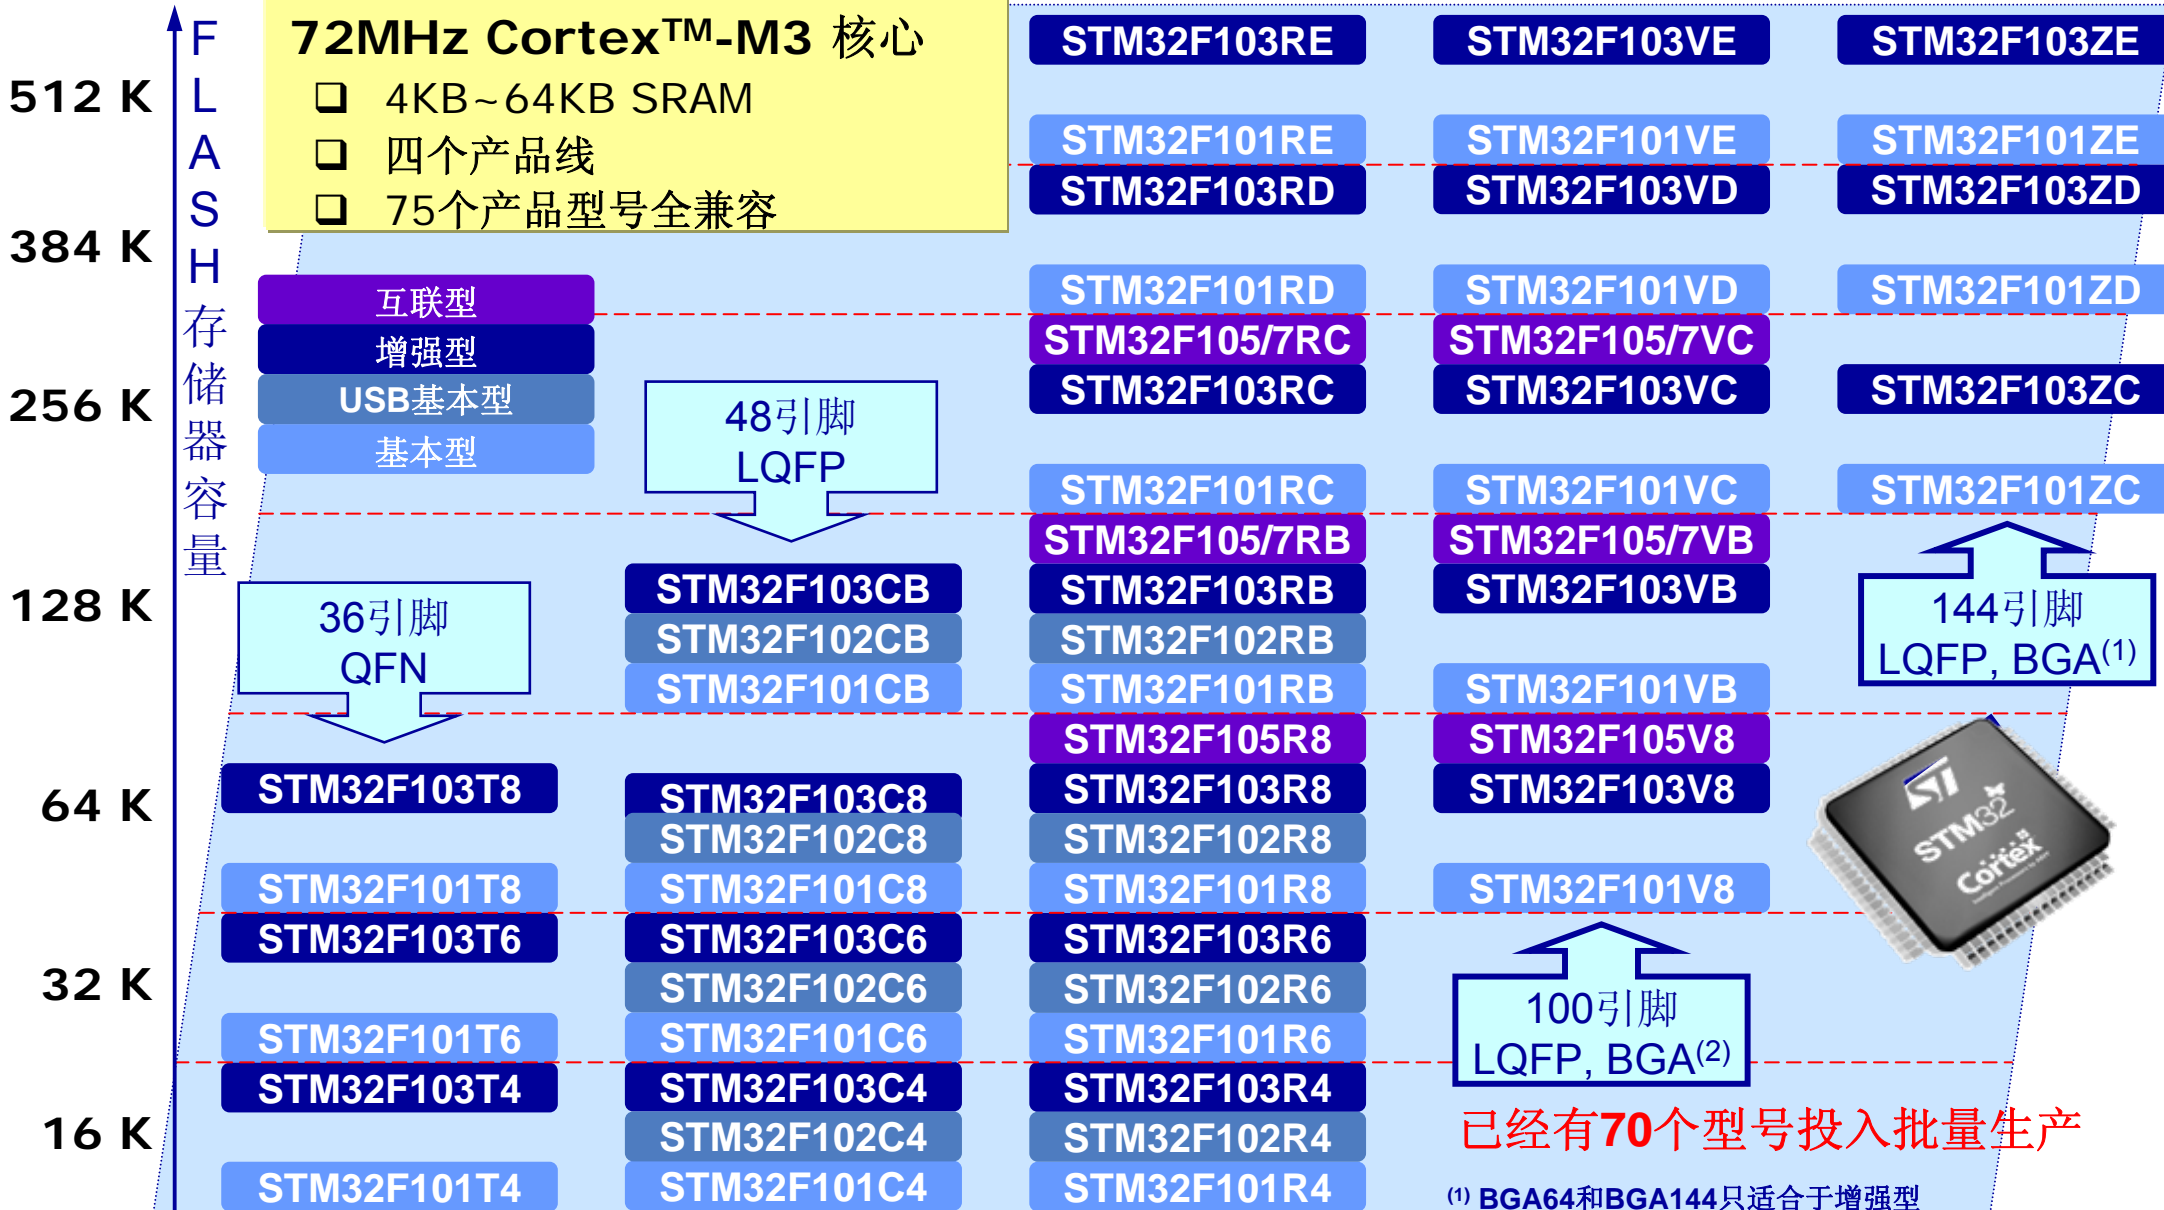 72MHz Cortex™-M3 核心
❑ 4KB~64KB SRAM
❑ 四个产品线
❑ 75个产品型号全兼容
FLASH存储器容量
512 K
384 K
256 K
128 K
64 K
32 K
16 K
互联型
增强型
USB基本型
基本型
STM32F103RE STM32F103VE STM32F103ZE
STM32F101RE STM32F101VE STM32F101ZE
STM32F103RD STM32F103VD STM32F103ZD
STM32F101RD STM32F101VD STM32F101ZD
STM32F105/7RC STM32F105/7VC
STM32F103RC STM32F103VC STM32F103ZC
48引脚
LQFP
STM32F101RC STM32F101VC STM32F101ZC
STM32F105/7RB STM32F105/7VB
STM32F103CB STM32F103RB STM32F103VB
36引脚
QFN
144引脚
LQFP, BGA(1)
STM32F102CB STM32F102RB
STM32F101CB STM32F101RB STM32F101VB
STM32F105R8 STM32F105V8
STM32F103T8 STM32F103C8 STM32F103R8 STM32F103V8
STM32F102C8 STM32F102R8
STM32F101T8 STM32F101C8 STM32F101R8 STM32F101V8
ST
STM32
Cortex
STM32F103T6 STM32F103C6 STM32F103R6
STM32F102C6 STM32F102R6
STM32F101T6 STM32F101C6 STM32F101R6
100引脚
LQFP, BGA(2)
STM32F103T4 STM32F103C4 STM32F103R4
STM32F102C4 STM32F102R4
STM32F101T4 STM32F101C4 STM32F101R4
已经有70个型号投入批量生产
(1) BGA64和BGA144只适合于增强型